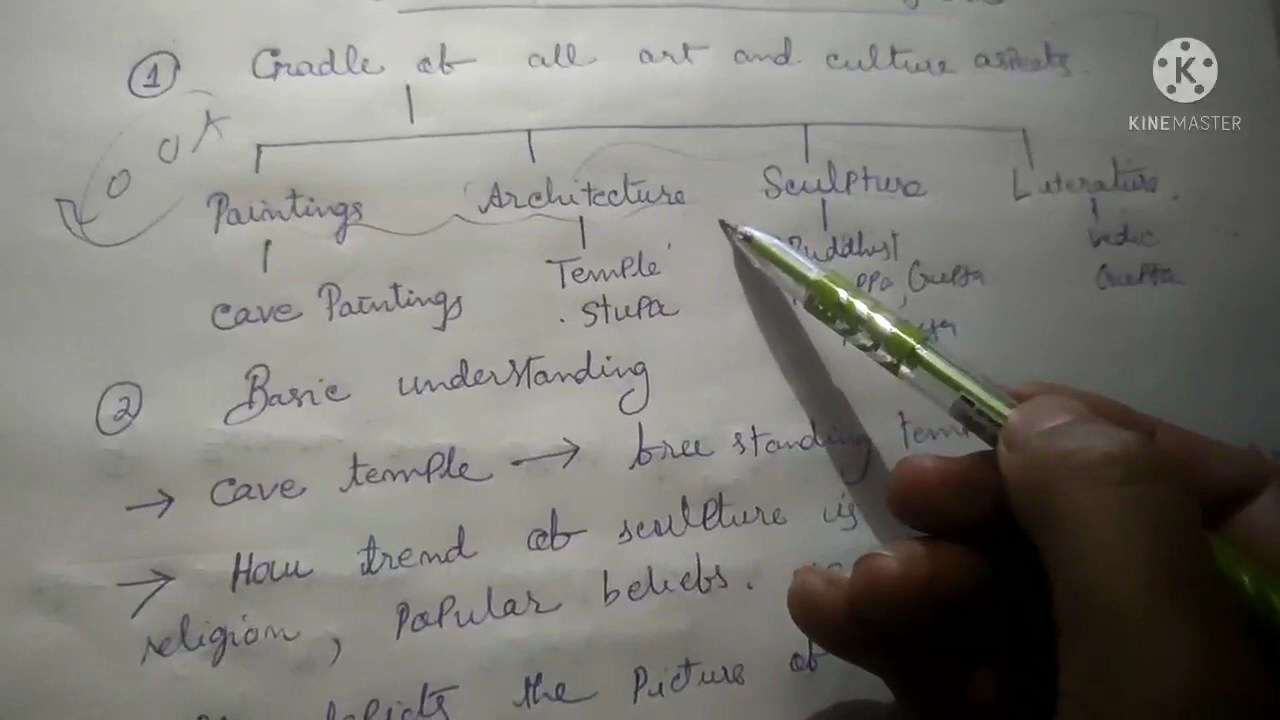 ① Cradle of all art and culture aspects.
KINEMASTER
Paintings Architecture Sculpture Literature.
Cave Paintings Temple Buddhist Vedic
Stupa Gupta Gupta
② Basic understanding
→ Cave temple → free standing
→ How trend of sculpture is
religion, popular beliefs.
the picture of